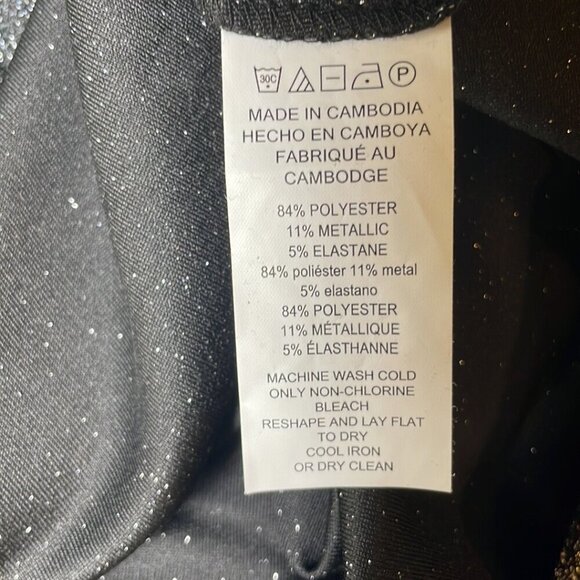 30C P
MADE IN CAMBODIA
HECHO EN CAMBOYA
FABRIQUÉ AU
CAMBODGE
84% POLYESTER
11% METALLIC
5% ELASTANE
84% poliéster 11% metal
5% elastano
84% POLYESTER
11% MÉTALLIQUE
5% ÉLASTHANNE
MACHINE WASH COLD
ONLY NON-CHLORINE
BLEACH
RESHAPE AND LAY FLAT
TO DRY
COOL IRON
OR DRY CLEAN